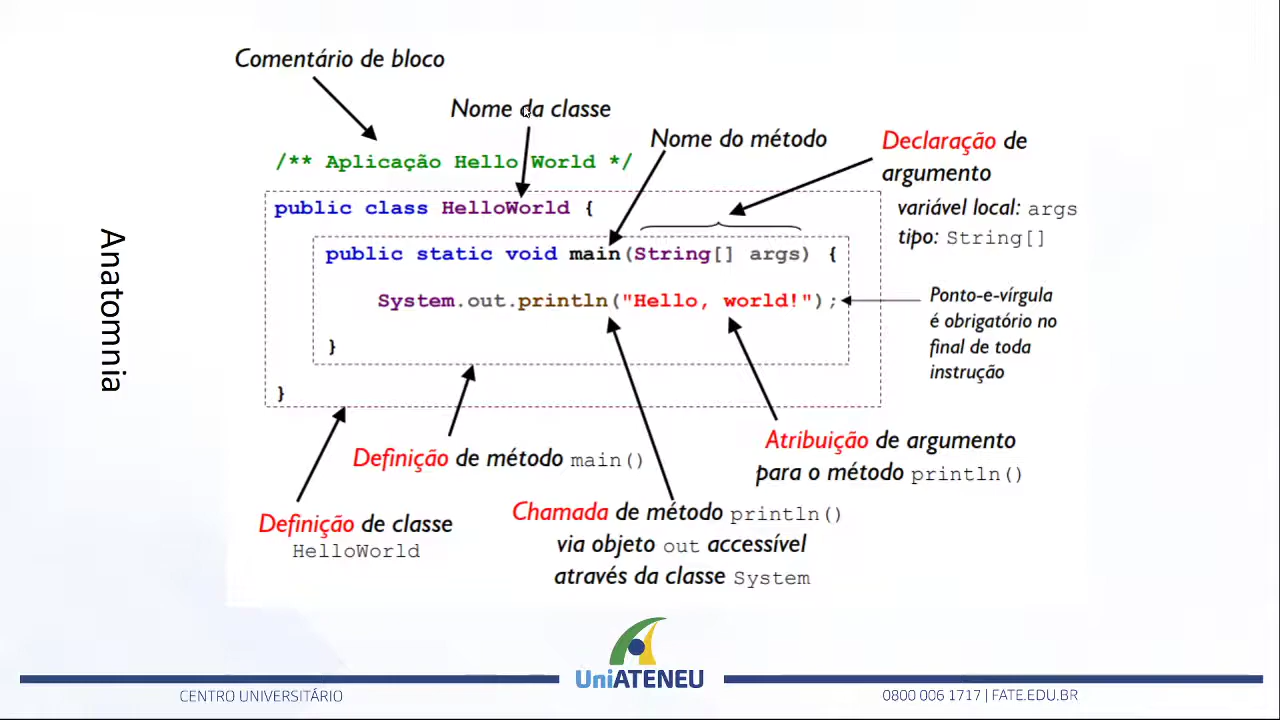 Comentário de bloco
Nome da classe
Nome do método
Declaração de
argumento
variável local: args
tipo: String[]
/** Aplicação Hello World */
public class HelloWorld {
public static void main(String[] args) {
System.out.println("Hello, world!");
}
}
Ponto-e-vírgula
é obrigatório no
final de toda
instrução
Anatomnia
Definição de método main()
Atribuição de argumento
para o método println()
Definição de classe
HelloWorld
Chamada de método println()
via objeto out accessível
através da classe System
UniATENEU
CENTRO UNIVERSITÁRIO
0800 006 1717 | FATE.EDU.BR